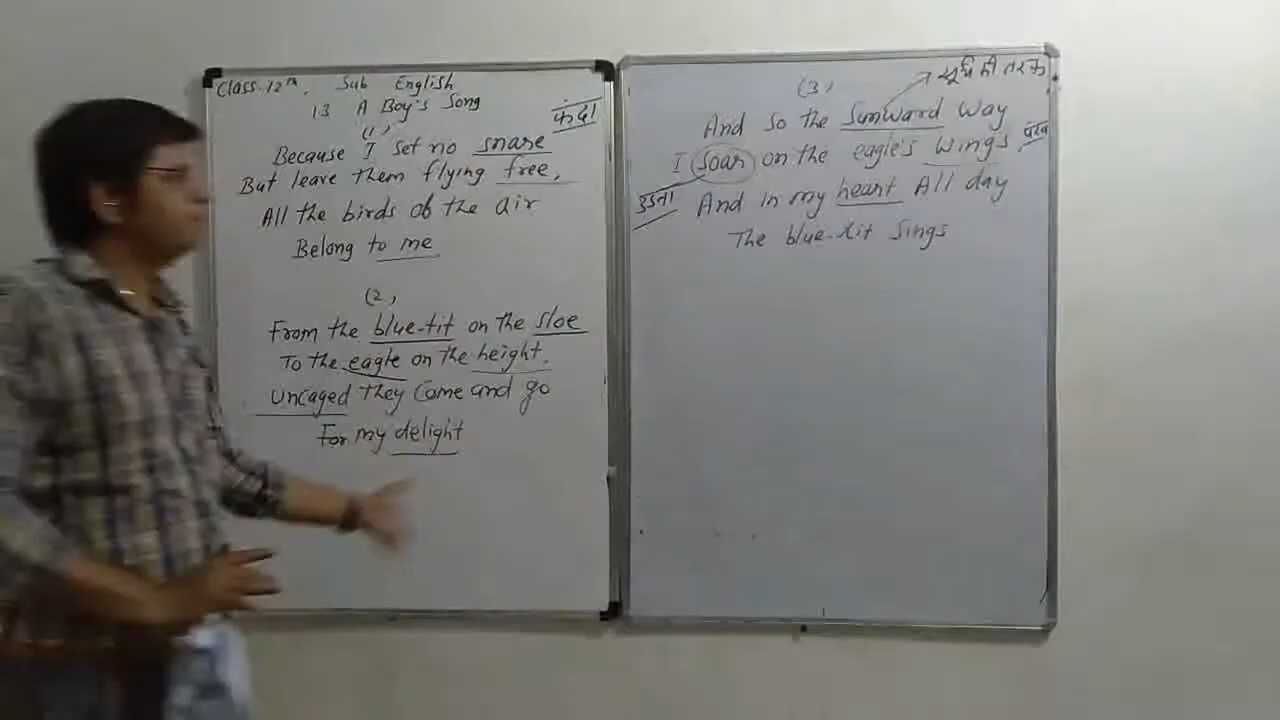 Class. 12th, Sub English
13 A Boy's Song
फंदा
(1)
Because I set no snare
But leave them flying free,
All the birds of the air
Belong to me
(2)
From the blue-tit on the sloe
To the eagle on the height.
Uncaged they Come and go
For my delight
(3)
सूर्य की तरफ
And so the Sunward way
I soar on the eagle's wings
पंख
उड़ना
And in my heart All day
The blue-tit Sings